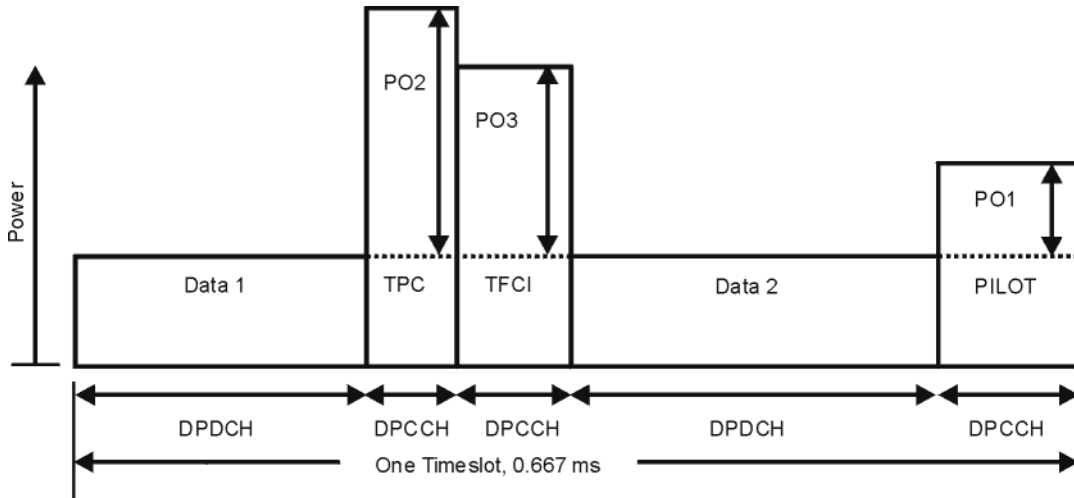 PO2
PO3
PO1
Power
Data 1
TPC
TFCI
Data 2
PILOT
DPDCH
DPCCH
DPCCH
DPDCH
DPCCH
One Timeslot, 0.667 ms